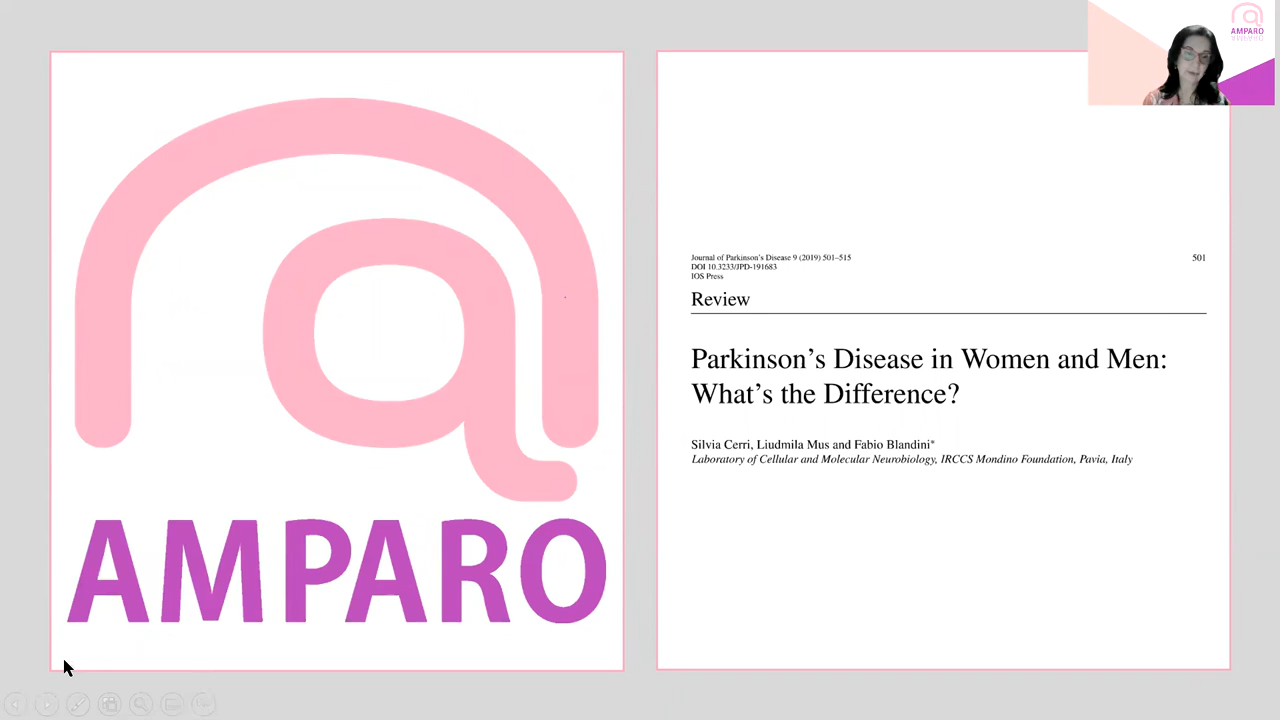 AMPARO
Journal of Parkinson's Disease 9 (2019) 501–515
DOI 10.3233/JPD-191683
IOS Press
501
Review
Parkinson's Disease in Women and Men:
What's the Difference?
Silvia Cerri, Liudmila Mus and Fabio Blandini*
Laboratory of Cellular and Molecular Neurobiology, IRCCS Mondino Foundation, Pavia, Italy
AMPARO